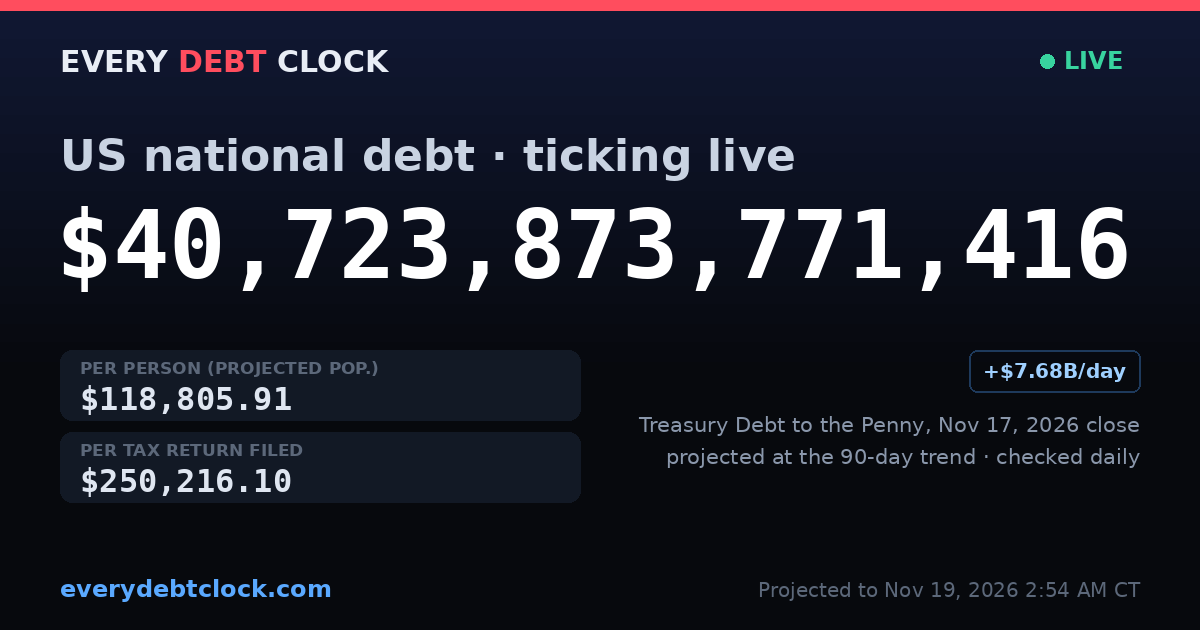 EVERY DEBT CLOCK
LIVE
US national debt · ticking live
$40,723,873,771,416
PER PERSON (PROJECTED POP.)
$118,805.91
PER TAX RETURN FILED
$250,216.10
+$7.68B/day
Treasury Debt to the Penny, Nov 17, 2026 close
projected at the 90-day trend · checked daily
everydebtclock.com
Projected to Nov 19, 2026 2:54 AM CT